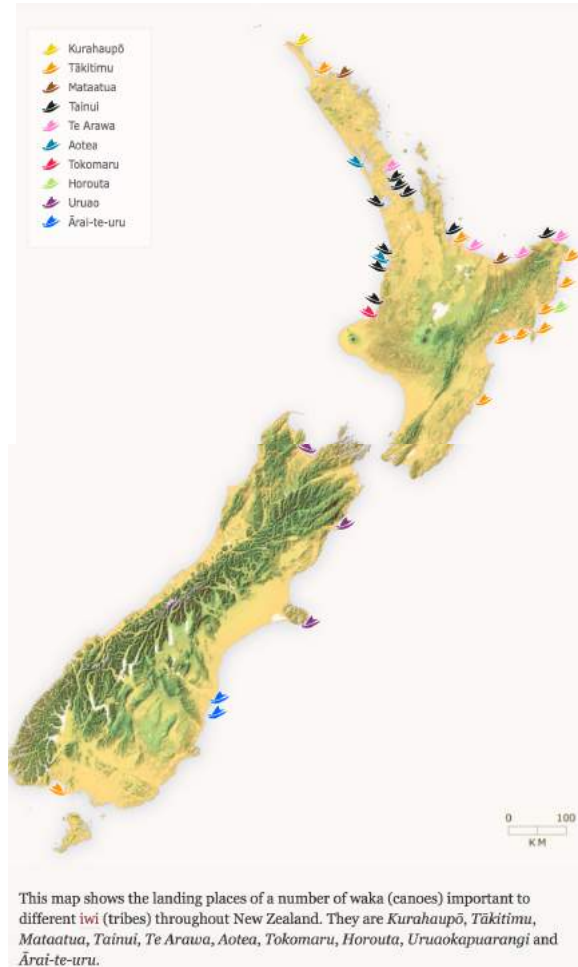 Kurahaupō
Tākitimu
Mataatua
Tainui
Te Arawa
Aotea
Tokomaru
Horouta
Uruao
Ārai-te-uru
0 100
KM
This map shows the landing places of a number of waka (canoes) important to
different iwi (tribes) throughout New Zealand. They are Kurahaupō, Tākitimu,
Mataatua, Tainui, Te Arawa, Aotea, Tokomaru, Horouta, Uruaokapuarangi and
Ārai-te-uru.